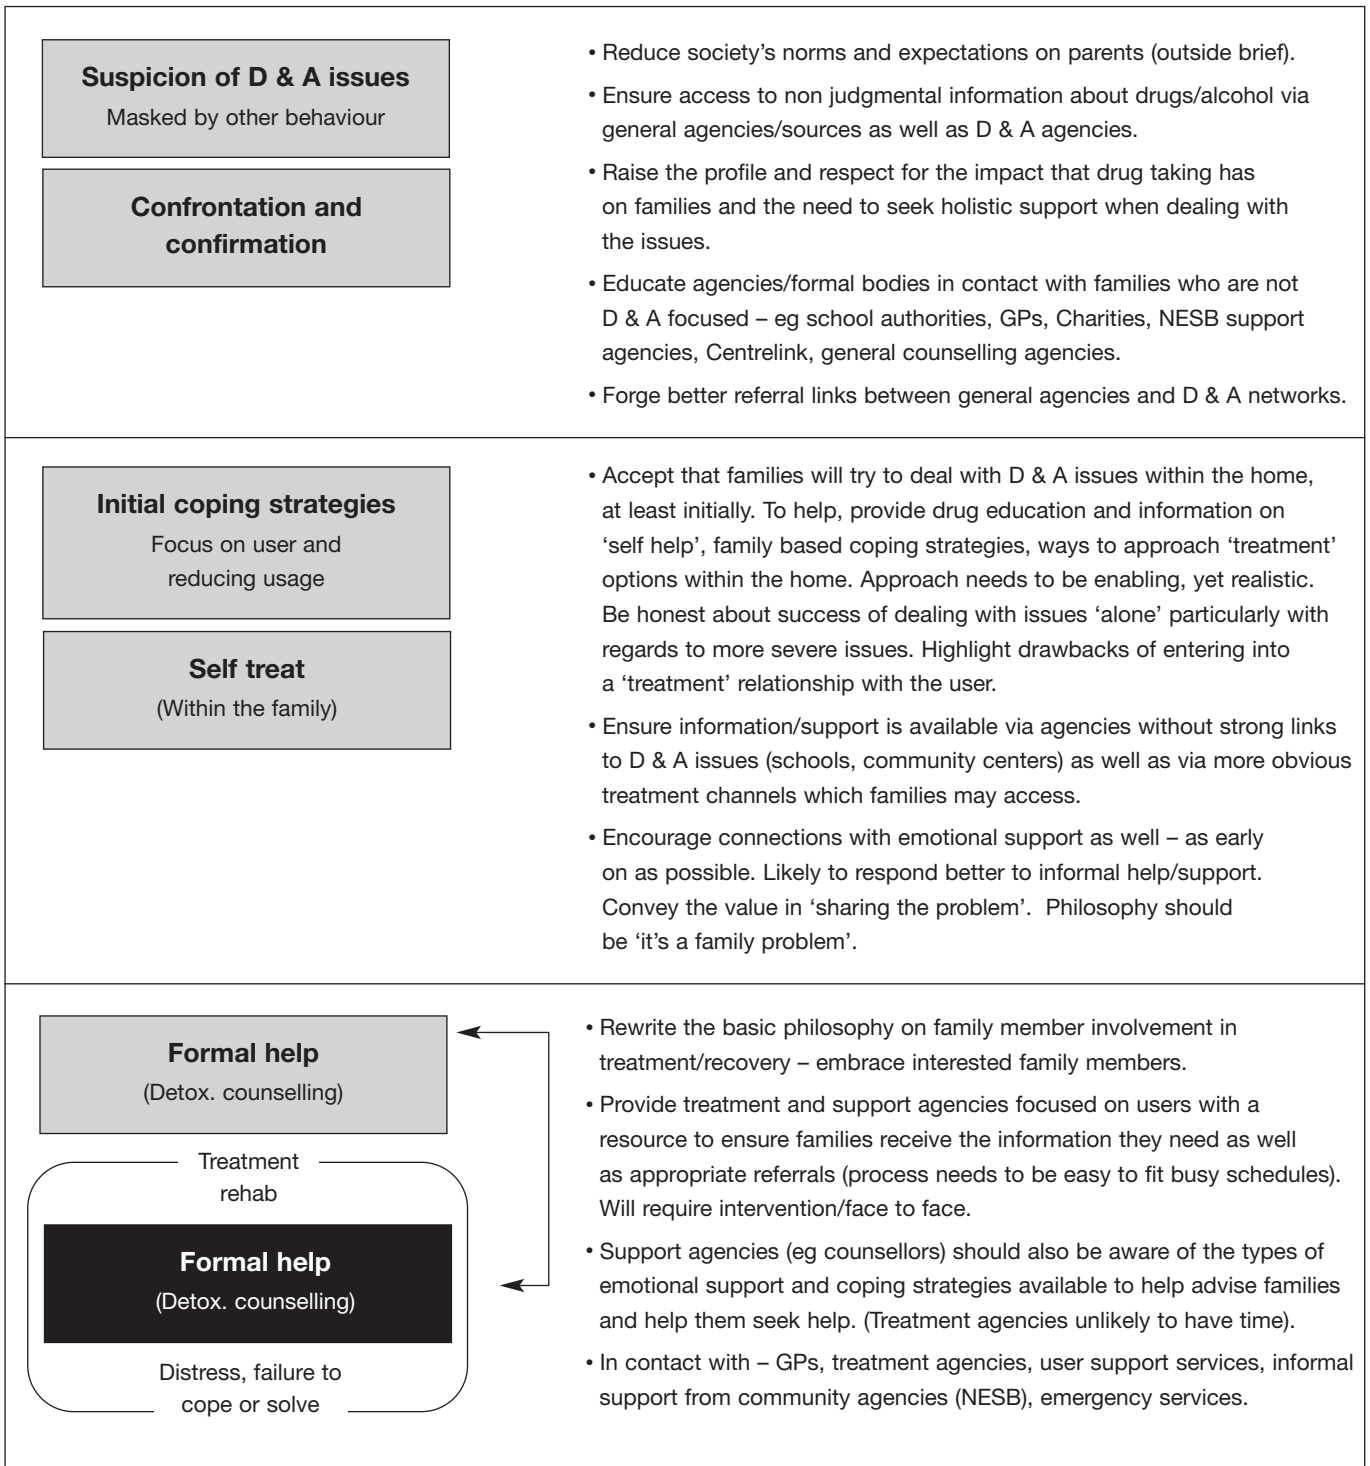 Suspicion of D & A issues
Masked by other behaviour
Confrontation and
confirmation
• Reduce society’s norms and expectations on parents (outside brief).
• Ensure access to non judgmental information about drugs/alcohol via
general agencies/sources as well as D & A agencies.
• Raise the profile and respect for the impact that drug taking has
on families and the need to seek holistic support when dealing with
the issues.
• Educate agencies/formal bodies in contact with families who are not
D & A focused – eg school authorities, GPs, Charities, NESB support
agencies, Centrelink, general counselling agencies.
• Forge better referral links between general agencies and D & A networks.
Initial coping strategies
Focus on user and
reducing usage
Self treat
(Within the family)
• Accept that families will try to deal with D & A issues within the home,
at least initially. To help, provide drug education and information on
‘self help’, family based coping strategies, ways to approach ‘treatment’
options within the home. Approach needs to be enabling, yet realistic.
Be honest about success of dealing with issues ‘alone’ particularly with
regards to more severe issues. Highlight drawbacks of entering into
a ‘treatment’ relationship with the user.
• Ensure information/support is available via agencies without strong links
to D & A issues (schools, community centers) as well as via more obvious
treatment channels which families may access.
• Encourage connections with emotional support as well – as early
on as possible. Likely to respond better to informal help/support.
Convey the value in ‘sharing the problem’. Philosophy should
be ‘it’s a family problem’.
Formal help
(Detox. counselling)
Treatment
rehab
Formal help
(Detox. counselling)
Distress, failure to
cope or solve
• Rewrite the basic philosophy on family member involvement in
treatment/recovery – embrace interested family members.
• Provide treatment and support agencies focused on users with a
resource to ensure families receive the information they need as well
as appropriate referrals (process needs to be easy to fit busy schedules).
Will require intervention/face to face.
• Support agencies (eg counsellors) should also be aware of the types of
emotional support and coping strategies available to help advise families
and help them seek help. (Treatment agencies unlikely to have time).
• In contact with – GPs, treatment agencies, user support services, informal
support from community agencies (NESB), emergency services.